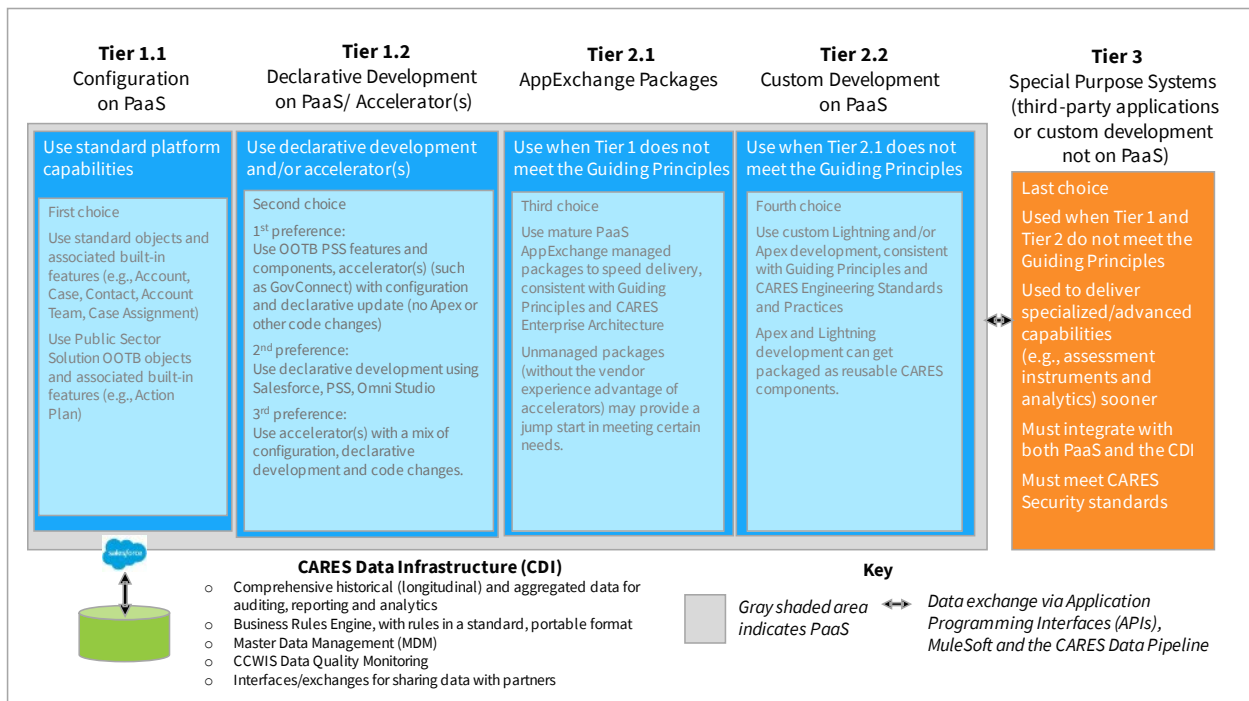 Tier 1.1
Configuration
on PaaS
Tier 1.2
Declarative Development
on PaaS/ Accelerator(s)
Tier 2.1
AppExchange Packages
Tier 2.2
Custom Development
on PaaS
Tier 3
Special Purpose Systems
(third-party applications
or custom development
not on PaaS)
Use standard platform
capabilities
First choice
Use standard objects and
associated built-in
features (e.g., Account,
Case, Contact, Account
Team, Case Assignment)
Use Public Sector
Solution OOTB objects
and associated built-in
features (e.g., Action
Plan)
Use declarative development
and/or accelerator(s)
Second choice
1st preference:
Use OOTB PSS features and
components, accelerator(s) (such
as GovConnect) with configuration
and declarative update (no Apex or
other code changes)
2nd preference:
Use declarative development using
Salesforce, PSS, Omni Studio
3rd preference:
Use accelerator(s) with a mix of
configuration, declarative
development and code changes.
Use when Tier 1 does not
meet the Guiding Principles
Third choice
Use mature PaaS
AppExchange managed
packages to speed delivery,
consistent with Guiding
Principles and CARES
Enterprise Architecture
Unmanaged packages
(without the vendor
experience advantage of
accelerators) may provide a
jump start in meeting certain
needs.
Use when Tier 2.1 does not
meet the Guiding Principles
Fourth choice
Use custom Lightning and/or
Apex development, consistent
with Guiding Principles and
CARES Engineering Standards
and Practices
Apex and Lightning
development can get
packaged as reusable CARES
components.
Last choice
Used when Tier 1 and
Tier 2 do not meet the
Guiding Principles
Used to deliver
specialized/advanced
capabilities
(e.g., assessment
instruments and
analytics) sooner
Must integrate with
both PaaS and the CDI
Must meet CARES
Security standards
salesforce
CARES Data Infrastructure (CDI)
o Comprehensive historical (longitudinal) and aggregated data for
auditing, reporting and analytics
o Business Rules Engine, with rules in a standard, portable format
o Master Data Management (MDM)
o CCWIS Data Quality Monitoring
o Interfaces/exchanges for sharing data with partners
Key
Gray shaded area
indicates PaaS
Data exchange via Application
Programming Interfaces (APIs),
MuleSoft and the CARES Data Pipeline